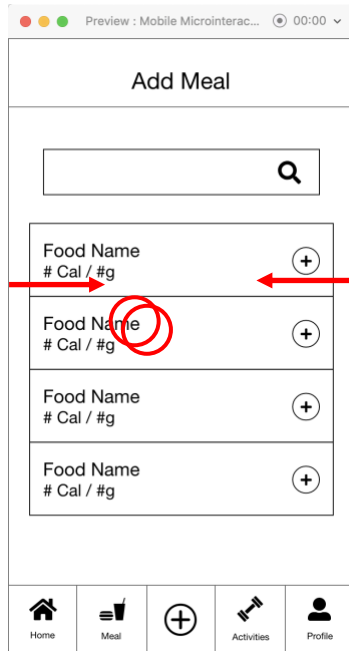 Preview : Mobile Microinterac... 00:00
Add Meal
Food Name
# Cal / #g
Food Name
# Cal / #g
Food Name
# Cal / #g
Food Name
# Cal / #g
Home Meal Activities Profile